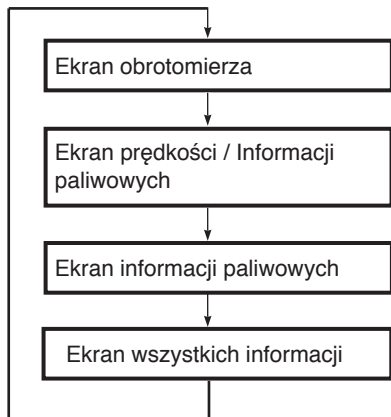 Ekran obrotomierza
Ekran prędkości / Informacji
paliwowych
Ekran informacji paliwowych
Ekran wszystkich informacji